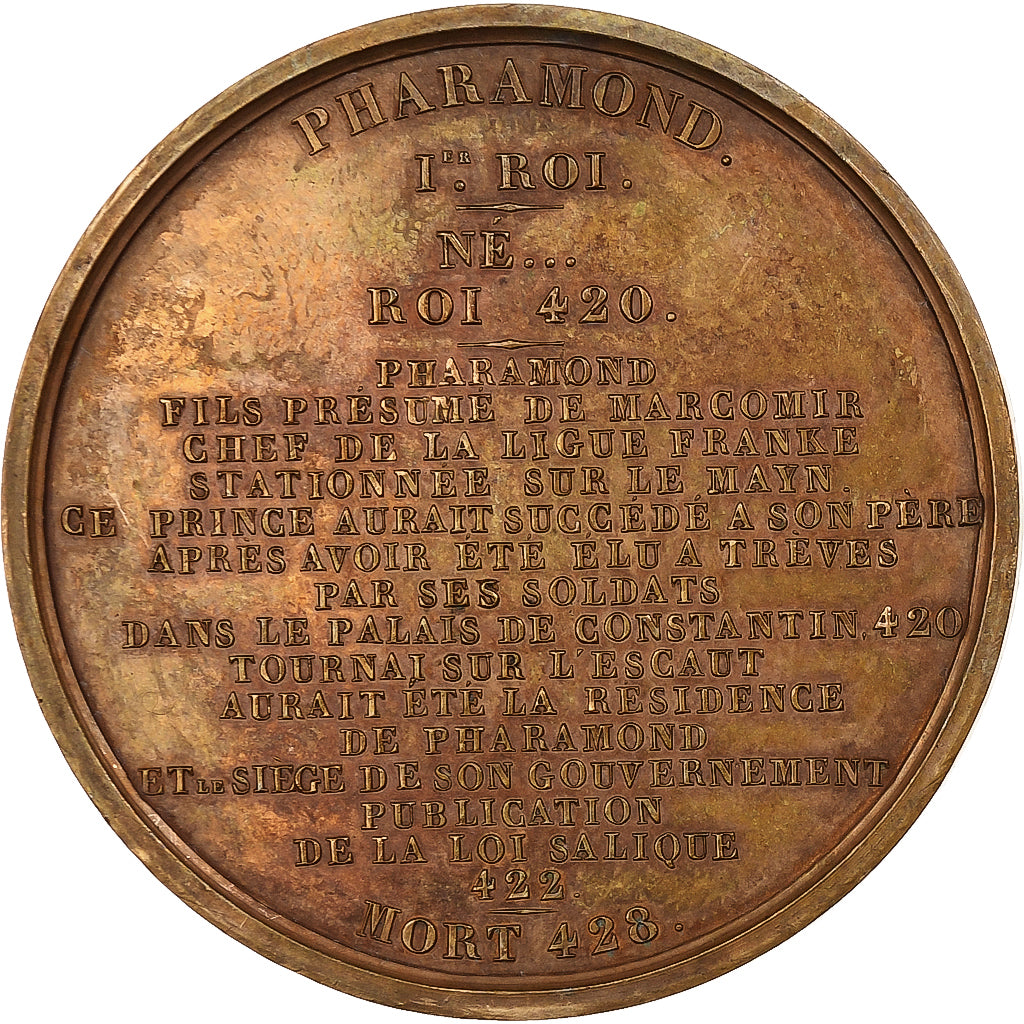 PHARAMOND.
IER. ROI.
NÉ...
ROI 420.
PHARAMOND
FILS PRÉSUMÉ DE MARCOMIR
CHEF DE LA LIGUE FRANKE
STATIONNÉE SUR LE MAYN.
CE PRINCE AURAIT SUCCÉDÉ A SON PÈRE
APRÈS AVOIR ÉTÉ ÉLU A TRÈVES
PAR SES SOLDATS
DANS LE PALAIS DE CONSTANTIN, 420
TOURNAI SUR L'ESCAUT
AURAIT ÉTÉ LA RÉSIDENCE
DE PHARAMOND
ET LE SIÈGE DE SON GOUVERNEMENT
PUBLICATION
DE LA LOI SALIQUE
422.
MORT 428.